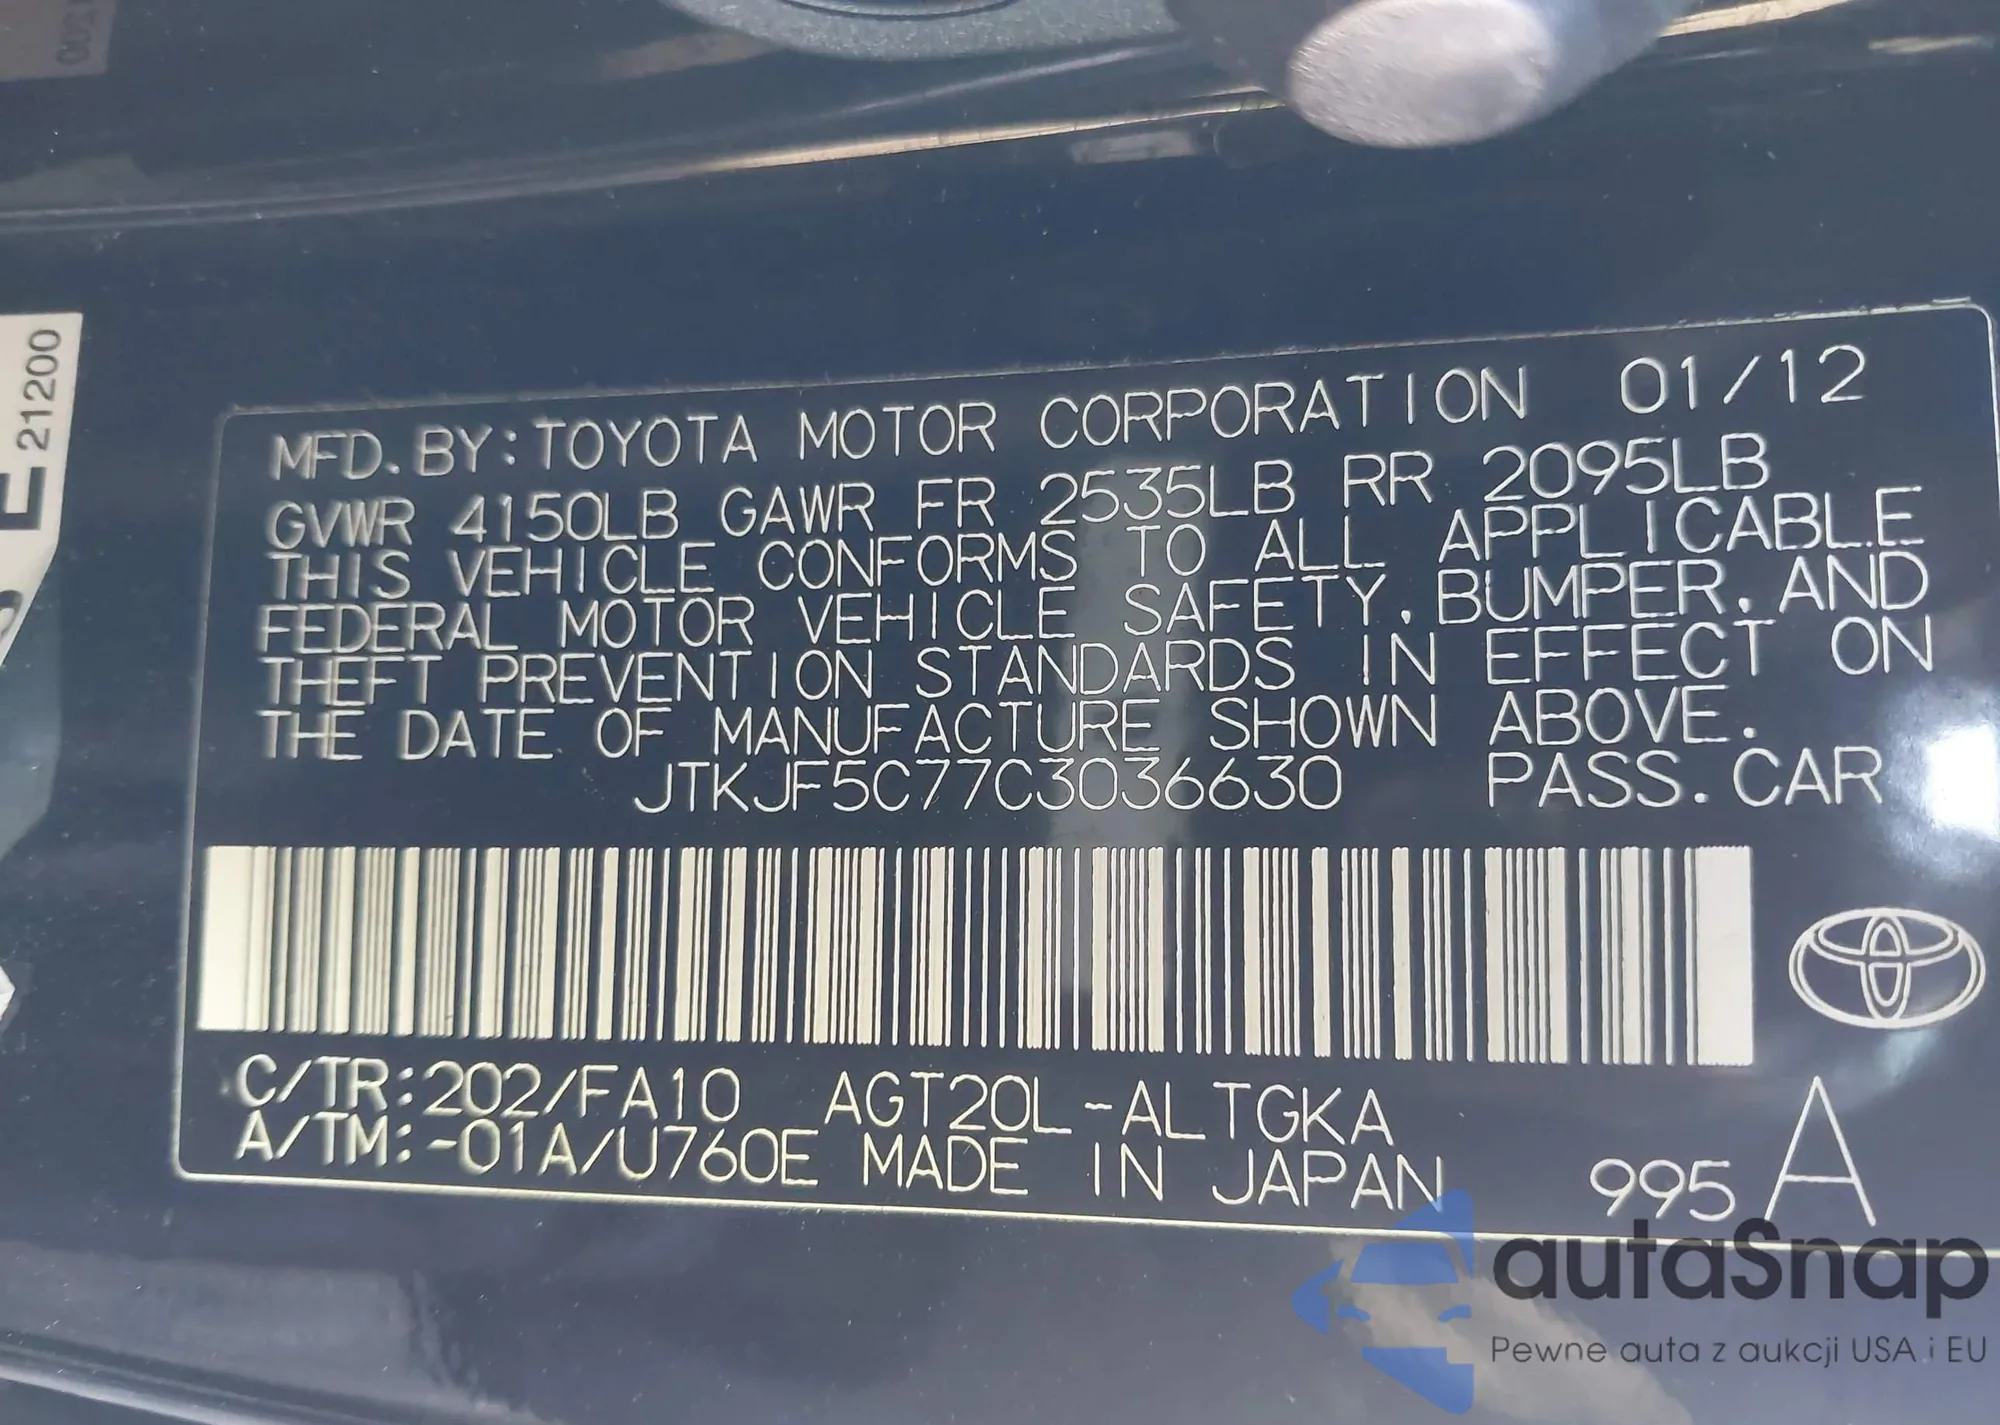 MFD. BY: TOYOTA MOTOR CORPORATION 01/12
GVWR 4150LB GAWR FR 2535LB RR 2095LB
THIS VEHICLE CONFORMS TO ALL APPLICABLE
FEDERAL MOTOR VEHICLE SAFETY, BUMPER, AND
THEFT PREVENTION STANDARDS IN EFFECT ON
THE DATE OF MANUFACTURE SHOWN ABOVE.
JTKJF5C77C3036630 PASS. CAR
C/TR:202/FA10 AGT20L-ALTGKA
A/TM:-01A/U760E MADE IN JAPAN 995 A
21200
autaSnap
Pewne auta z aukcji USA i EU